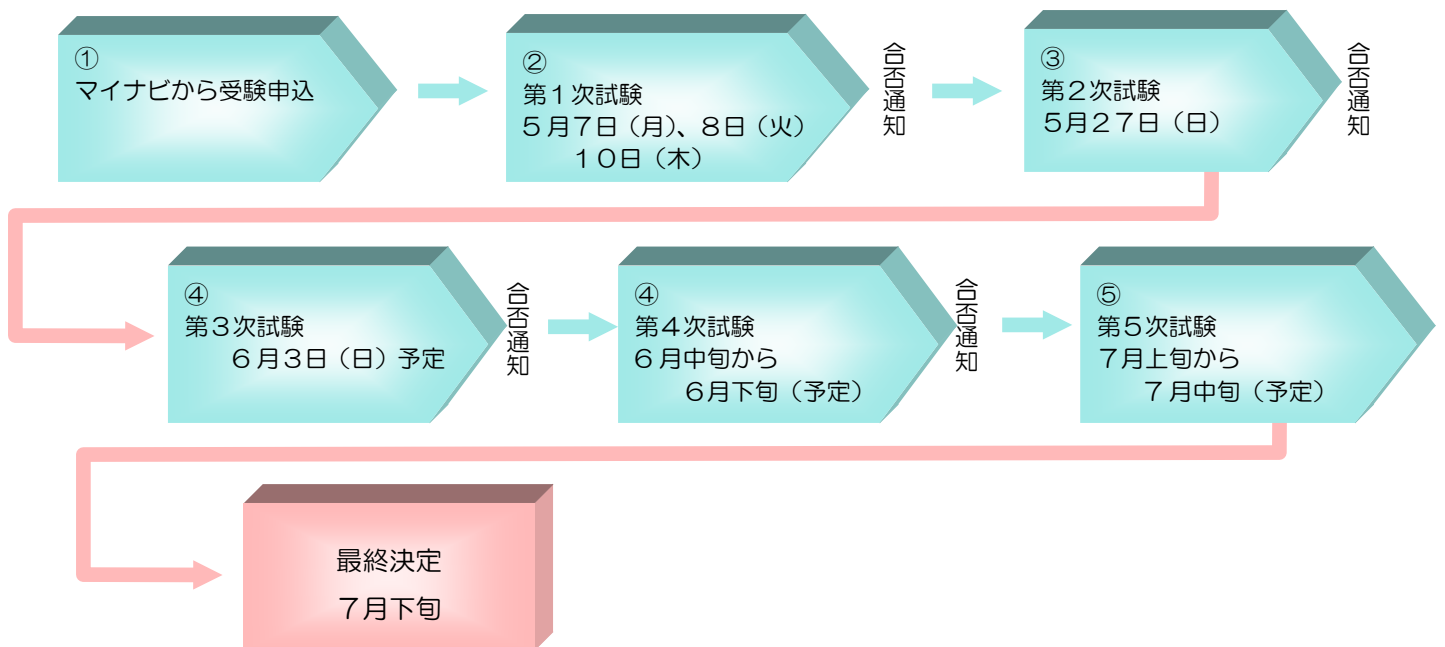 ①
マイナビから受験申込
②
第１次試験
５月７日（月）、８日（火）
１０日（木）
合否通知
③
第２次試験
５月２７日（日）
合否通知
④
第３次試験
６月３日（日）予定
合否通知
④
第４次試験
６月中旬から
６月下旬（予定）
合否通知
⑤
第５次試験
７月上旬から
７月中旬（予定）
最終決定
７月下旬